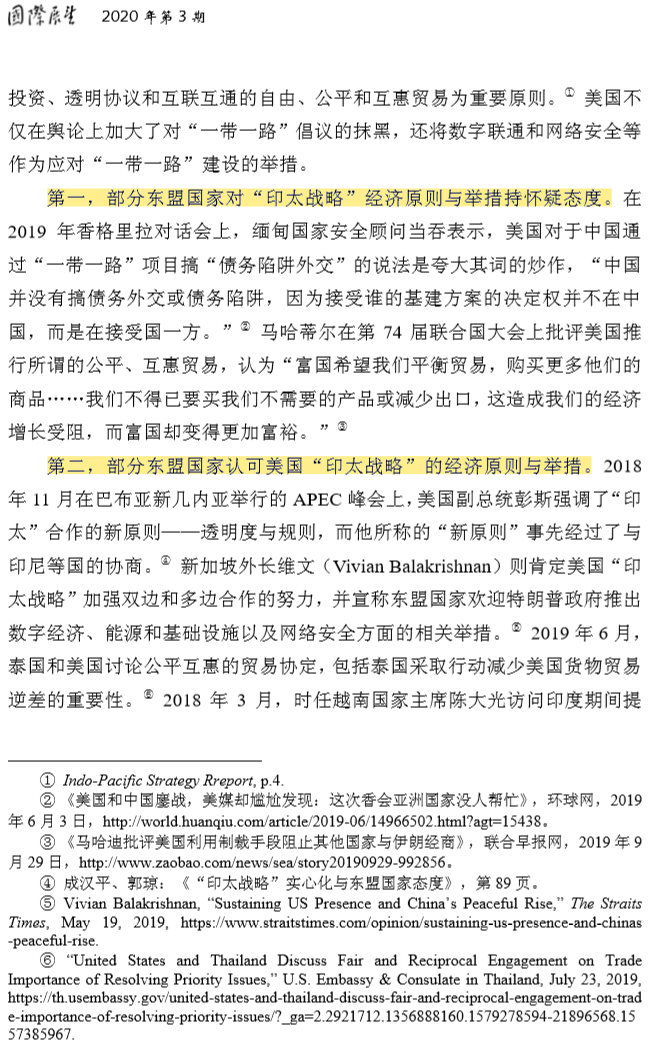 國際展望 2020 年第 3 期
投资、透明协议和互联互通的自由、公平和互惠贸易为重要原则。① 美国不
仅在舆论上加大了对“一带一路”倡议的抹黑，还将数字联通和网络安全等
作为应对“一带一路”建设的举措。
第一，部分东盟国家对“印太战略”经济原则与举措持怀疑态度。在
2019 年香格里拉对话会上，缅甸国家安全顾问当吞表示，美国对于中国通
过“一带一路”项目搞“债务陷阱外交”的说法是夸大其词的炒作，“中国
并没有搞债务外交或债务陷阱，因为接受谁的基建方案的决定权并不在中
国，而是在接受国一方。”② 马哈蒂尔在第 74 届联合国大会上批评美国推
行所谓的公平、互惠贸易，认为“富国希望我们平衡贸易，购买更多他们的
商品……我们不得已要买我们不需要的产品或减少出口，这造成我们的经济
增长受阻，而富国却变得更加富裕。”③
第二，部分东盟国家认可美国“印太战略”的经济原则与举措。2018
年 11 月在巴布亚新几内亚举行的 APEC 峰会上，美国副总统彭斯强调了“印
太”合作的新原则——透明度与规则，而他所称的“新原则”事先经过了与
印尼等国的协商。④ 新加坡外长维文（Vivian Balakrishnan）则肯定美国“印
太战略”加强双边和多边合作的努力，并宣称东盟国家欢迎特朗普政府推出
数字经济、能源和基础设施以及网络安全方面的相关举措。⑤ 2019 年 6 月，
泰国和美国讨论公平互惠的贸易协定，包括泰国采取行动减少美国货物贸易
逆差的重要性。⑥ 2018 年 3 月，时任越南国家主席陈大光访问印度期间提
① Indo-Pacific Strategy Rreport, p.4.
② 《美国和中国鏖战，美媒却尴尬发现：这次香会亚洲国家没人帮忙》，环球网，2019
年 6 月 3 日，http://world.huanqiu.com/article/2019-06/14966502.html?agt=15438。
③ 《马哈迪批评美国利用制裁手段阻止其他国家与伊朗经商》，联合早报网，2019 年 9
月 29 日，http://www.zaobao.com/news/sea/story20190929-992856。
④ 成汉平、郭琼：《“印太战略”实心化与东盟国家态度》，第 89 页。
⑤ Vivian Balakrishnan, “Sustaining US Presence and China’s Peaceful Rise,” The Straits
Times, May 19, 2019, https://www.straitstimes.com/opinion/sustaining-us-presence-and-chinas
-peaceful-rise.
⑥ “United States and Thailand Discuss Fair and Reciprocal Engagement on Trade
Importance of Resolving Priority Issues,” U.S. Embassy & Consulate in Thailand, July 23, 2019,
https://th.usembassy.gov/united-states-and-thailand-discuss-fair-and-reciprocal-engagement-on-trad
e-importance-of-resolving-priority-issues/?_ga=2.2921712.1356888160.1579278594-21896568.15
57385967.